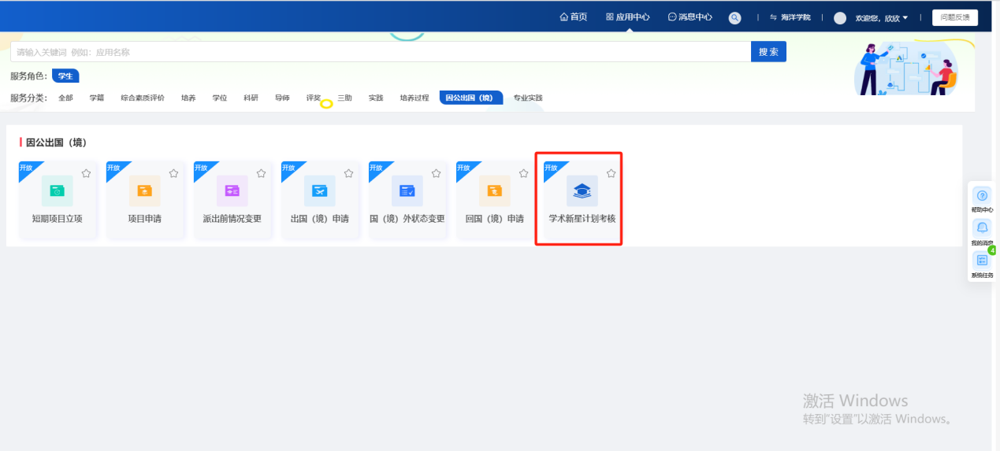 首页 应用中心 消息中心 海洋学院 欢迎您，欣欣 问题反馈
请输入关键词 例如：应用名称 搜索
服务角色： 学生
服务分类： 全部 学籍 综合素质评价 培养 学位 科研 导师 评奖 三助 实践 培养过程 因公出国（境） 专业实践
因公出国（境）
开放 开放 开放 开放 开放 开放 开放
短期项目立项 项目申请 派出前情况变更 出国（境）申请 国（境）外状态变更 回国（境）申请 学术新星计划考核
帮助中心
我的消息
4
系统任务
激活 Windows
转到"设置"以激活 Windows。